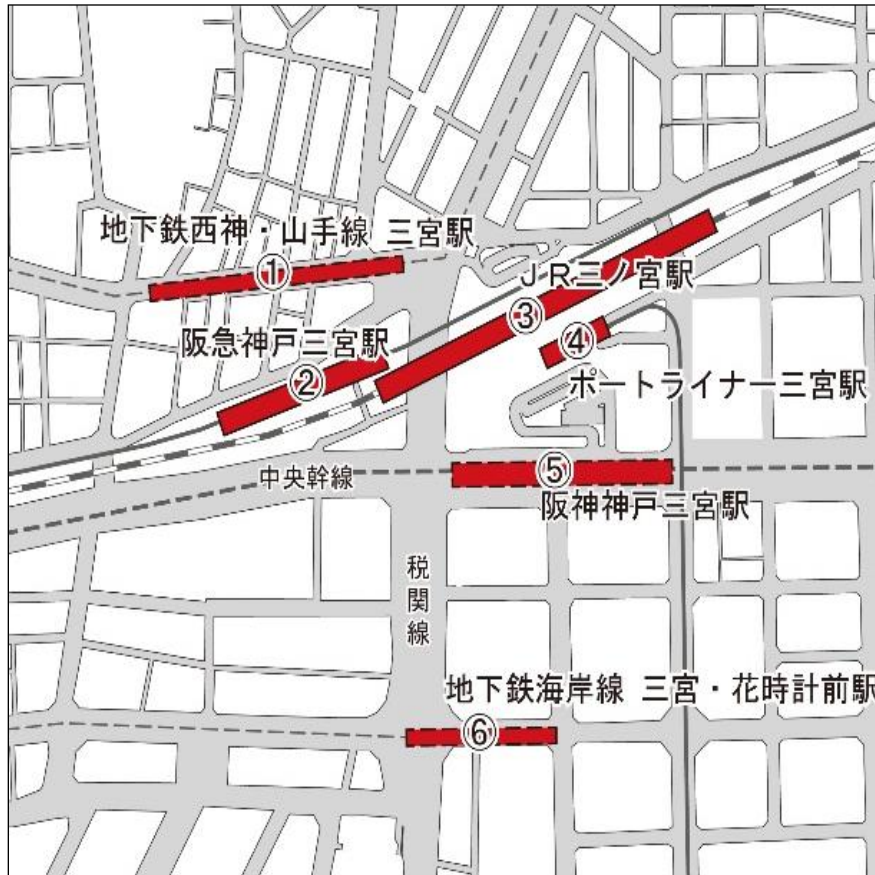 地下鉄西神・山手線 三宮駅
①
JR三ノ宮駅
③
阪急神戸三宮駅
②
④
ポートライナー三宮駅
中央幹線
⑤
阪神神戸三宮駅
税関線
地下鉄海岸線 三宮・花時計前駅
⑥